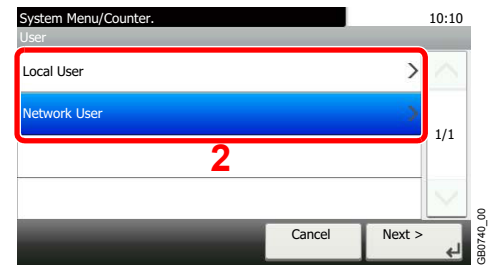 System Menu/Counter. 10:10
User
Local User
Network User
1/1
2
Cancel Next >
GB0740_00